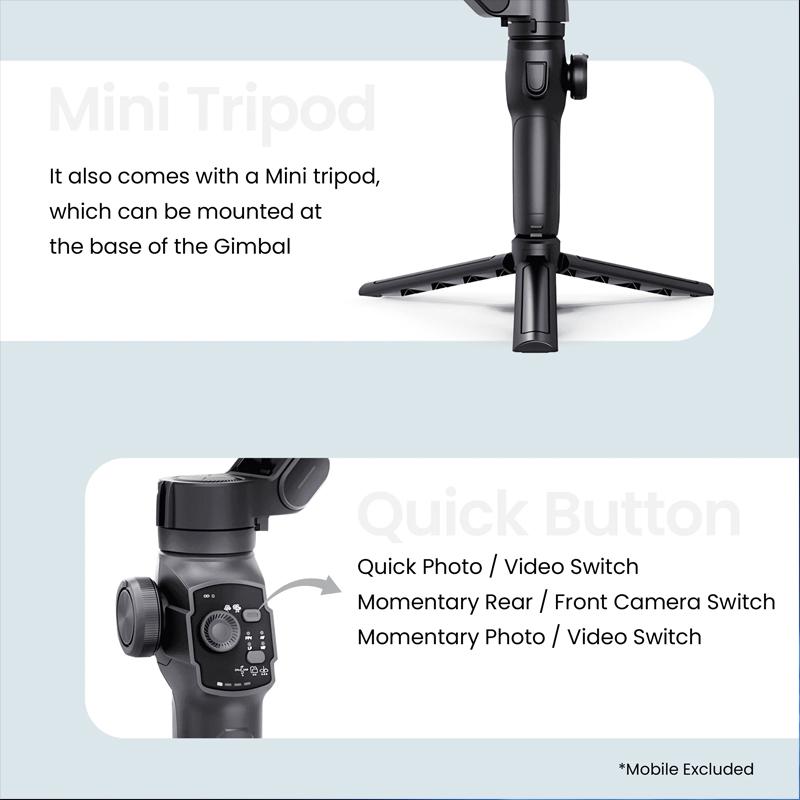 Mini Tripod
It also comes with a Mini tripod,
which can be mounted at
the base of the Gimbal
Quick Button
Quick Photo / Video Switch
Momentary Rear / Front Camera Switch
Momentary Photo / Video Switch
*Mobile Excluded